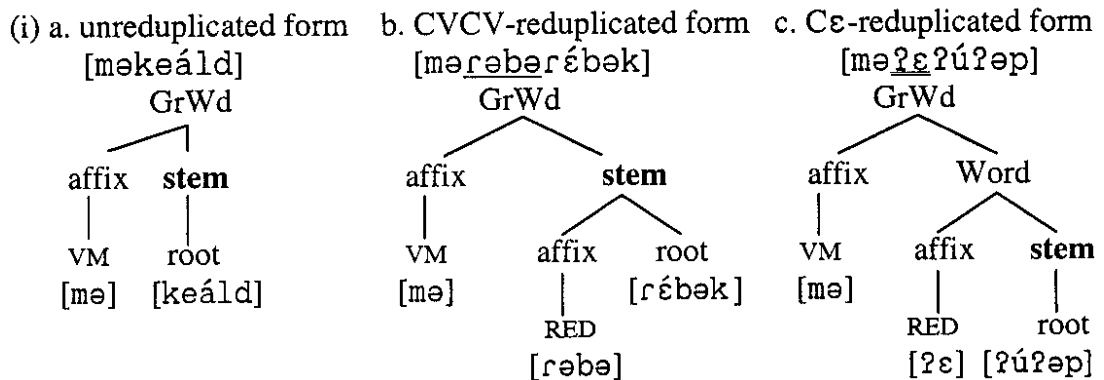 (i) a. unreduplicated form b. CVCV-reduplicated form c. Cɛ-reduplicated form
[məkeáld] [mərəbərɛ́bək] [məʔɛʔúʔəp]
GrWd GrWd GrWd
affix stem affix stem affix Word
VM root VM affix root VM affix stem
[mə] [keáld] [mə] [ɾɛ́bək] [mə]
RED RED root
[ɾəbə] [ʔɛ] [ʔúʔəp]